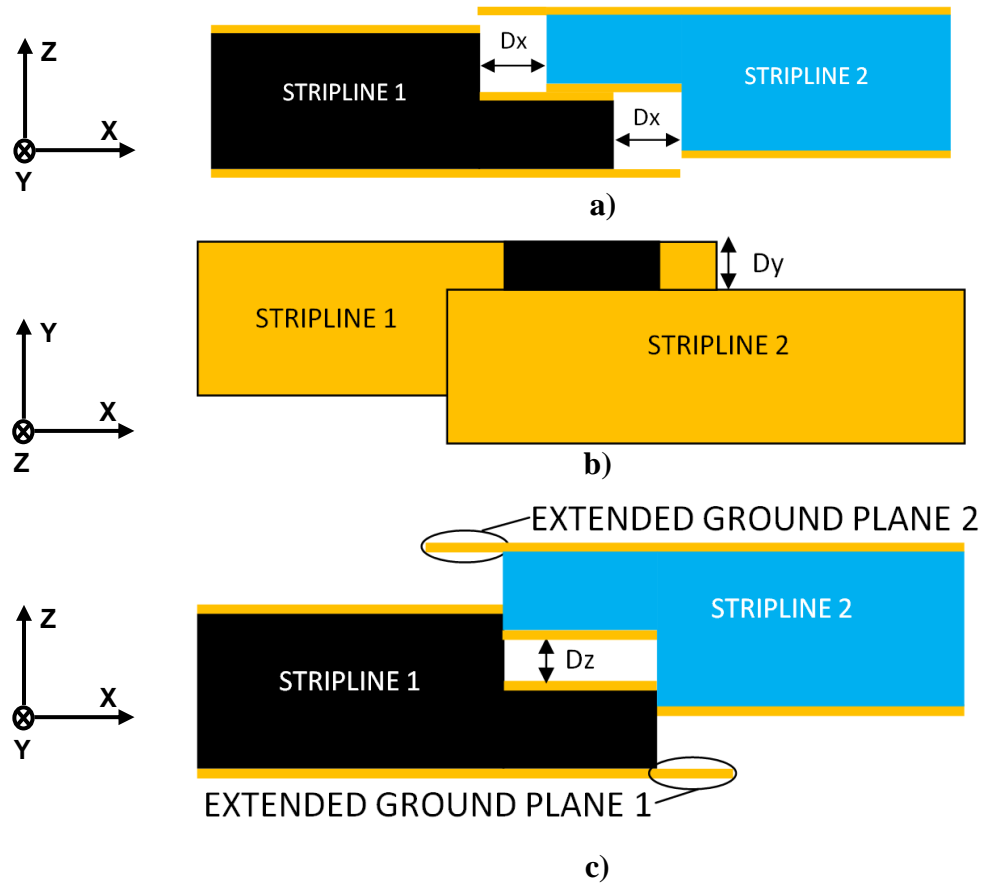 Z
X
Y
STRIPLINE 1
Dx
Dx
STRIPLINE 2
a)
Y
X
Z
STRIPLINE 1
STRIPLINE 2
Dy
b)
EXTENDED GROUND PLANE 2
Z
X
Y
STRIPLINE 1
Dz
STRIPLINE 2
EXTENDED GROUND PLANE 1
c)